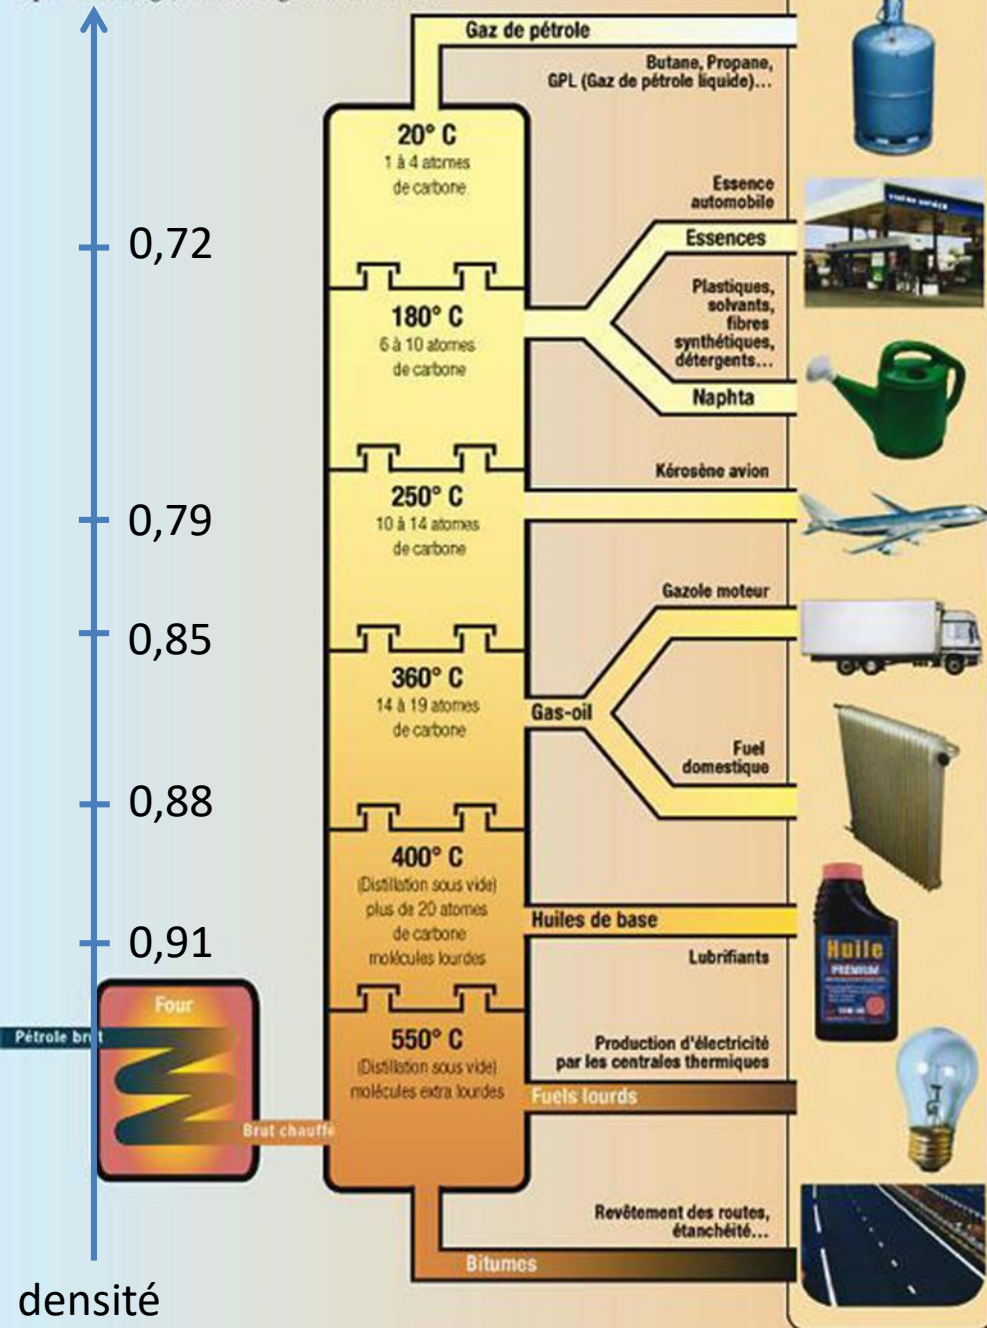 Gaz de pétrole
Butane, Propane,
GPL (Gaz de pétrole liquide)...
20° C
1 à 4 atomes
de carbone
0,72
Essence
automobile
Essences
180° C
6 à 10 atomes
de carbone
Plastiques,
solvants,
fibres
synthétiques,
détergents...
Naphta
Kérosène avion
250° C
10 à 14 atomes
de carbone
0,79
Gazole moteur
0,85
360° C
14 à 19 atomes
de carbone
Gas-oil
Fuel
domestique
0,88
400° C
(Distillation sous vide)
plus de 20 atomes
de carbone
molécules lourdes
Huiles de base
Lubrifiants
Huile
PREMIUM
0,91
Four
Pétrole brut
Brut chauffé
550° C
(Distillation sous vide)
molécules extra lourdes
Production d'électricité
par les centrales thermiques
Fuels lourds
Revêtement des routes,
étanchéité...
Bitumes
densité